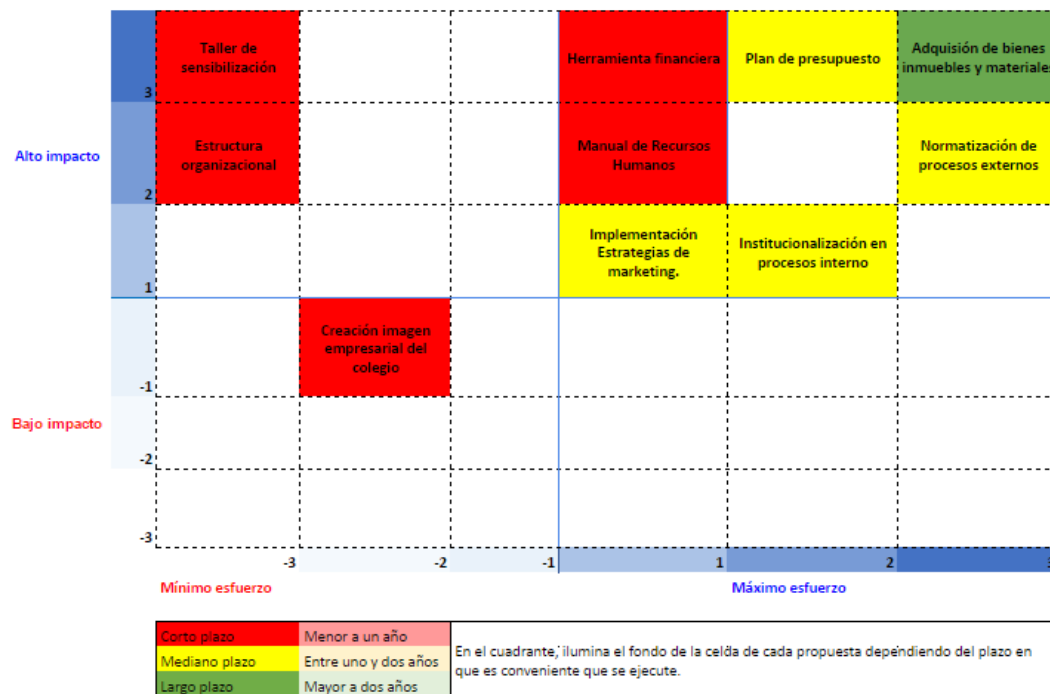 Taller de
sensibilización
Herramienta financiera
Plan de presupuesto
Adquisión de bienes
inmuebles y materiales
3
Alto impacto
Estructura
organizacional
Manual de Recursos
Humanos
Normatización de
procesos externos
2
Implementación
Estrategias de
marketing.
Institucionalización en
procesos interno
1
Creación imagen
empresarial del
colegio
-1
Bajo impacto
-2
-3
-3 -2 -1 1 2 3
Mínimo esfuerzo
Máximo esfuerzo
Corto plazo Menor a un año
Mediano plazo Entre uno y dos años
Largo plazo Mayor a dos años
En el cuadrante, ilumina el fondo de la celda de cada propuesta dependiendo del plazo en
que es conveniente que se ejecute.